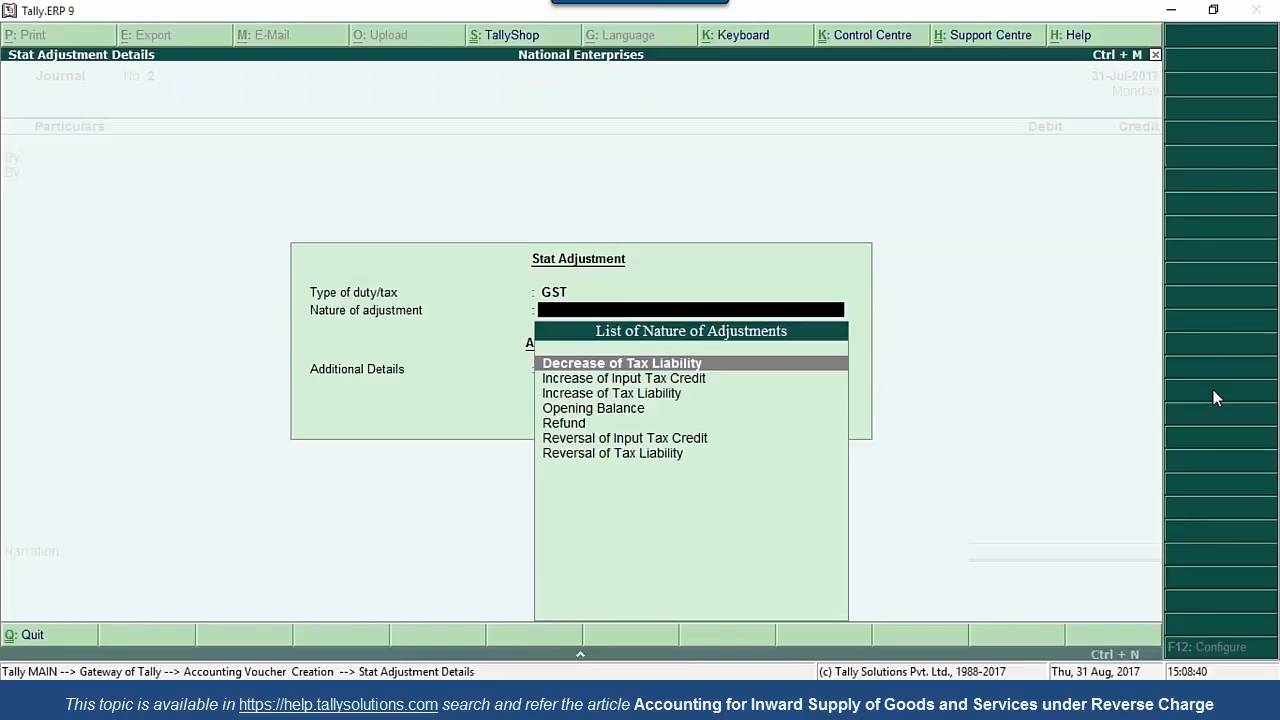 Tally.ERP 9
P: Print E: Export M: E-Mail O: Upload S: TallyShop G: Language K: Keyboard K: Control Centre H: Support Centre H: Help
Stat Adjustment Details National Enterprises Ctrl + M
Journal No. 2 31-Jul-2017
Monday
Particulars Debit Credit
By
By
Stat Adjustment
Type of duty/tax : GST
Nature of adjustment :
List of Nature of Adjustments
A
Decrease of Tax Liability
Additional Details :
Increase of Input Tax Credit
Increase of Tax Liability
Opening Balance
Refund
Reversal of Input Tax Credit
Reversal of Tax Liability
Narration:
Q: Quit
F12: Configure
Ctrl + N
Tally MAIN --> Gateway of Tally --> Accounting Voucher Creation --> Stat Adjustment Details (c) Tally Solutions Pvt. Ltd., 1988-2017 Thu, 31 Aug, 2017 15:08:40
This topic is available in https://help.tallysolutions.com search and refer the article Accounting for Inward Supply of Goods and Services under Reverse Charge